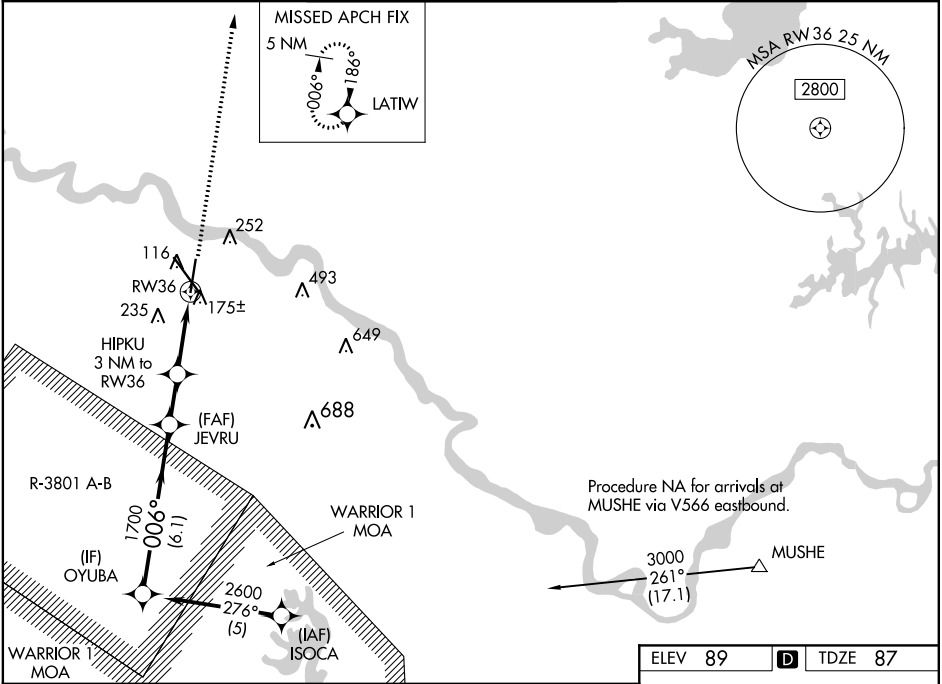 MISSED APCH FIX
5 NM
006°
186°
LATIW
MSA RW36 25 NM
2800
252
116
RW36
175±
235
493
649
HIPKU
3 NM to
RW36
688
(FAF)
JEVRU
R-3801 A-B
1700
006°
(6.1)
(IF)
OYUBA
WARRIOR 1
MOA
2600
276°
(5)
(IAF)
ISOCA
WARRIOR 1
MOA
Procedure NA for arrivals at
MUSHE via V566 eastbound.
3000
261°
(17.1)
MUSHE
ELEV 89 D TDZE 87